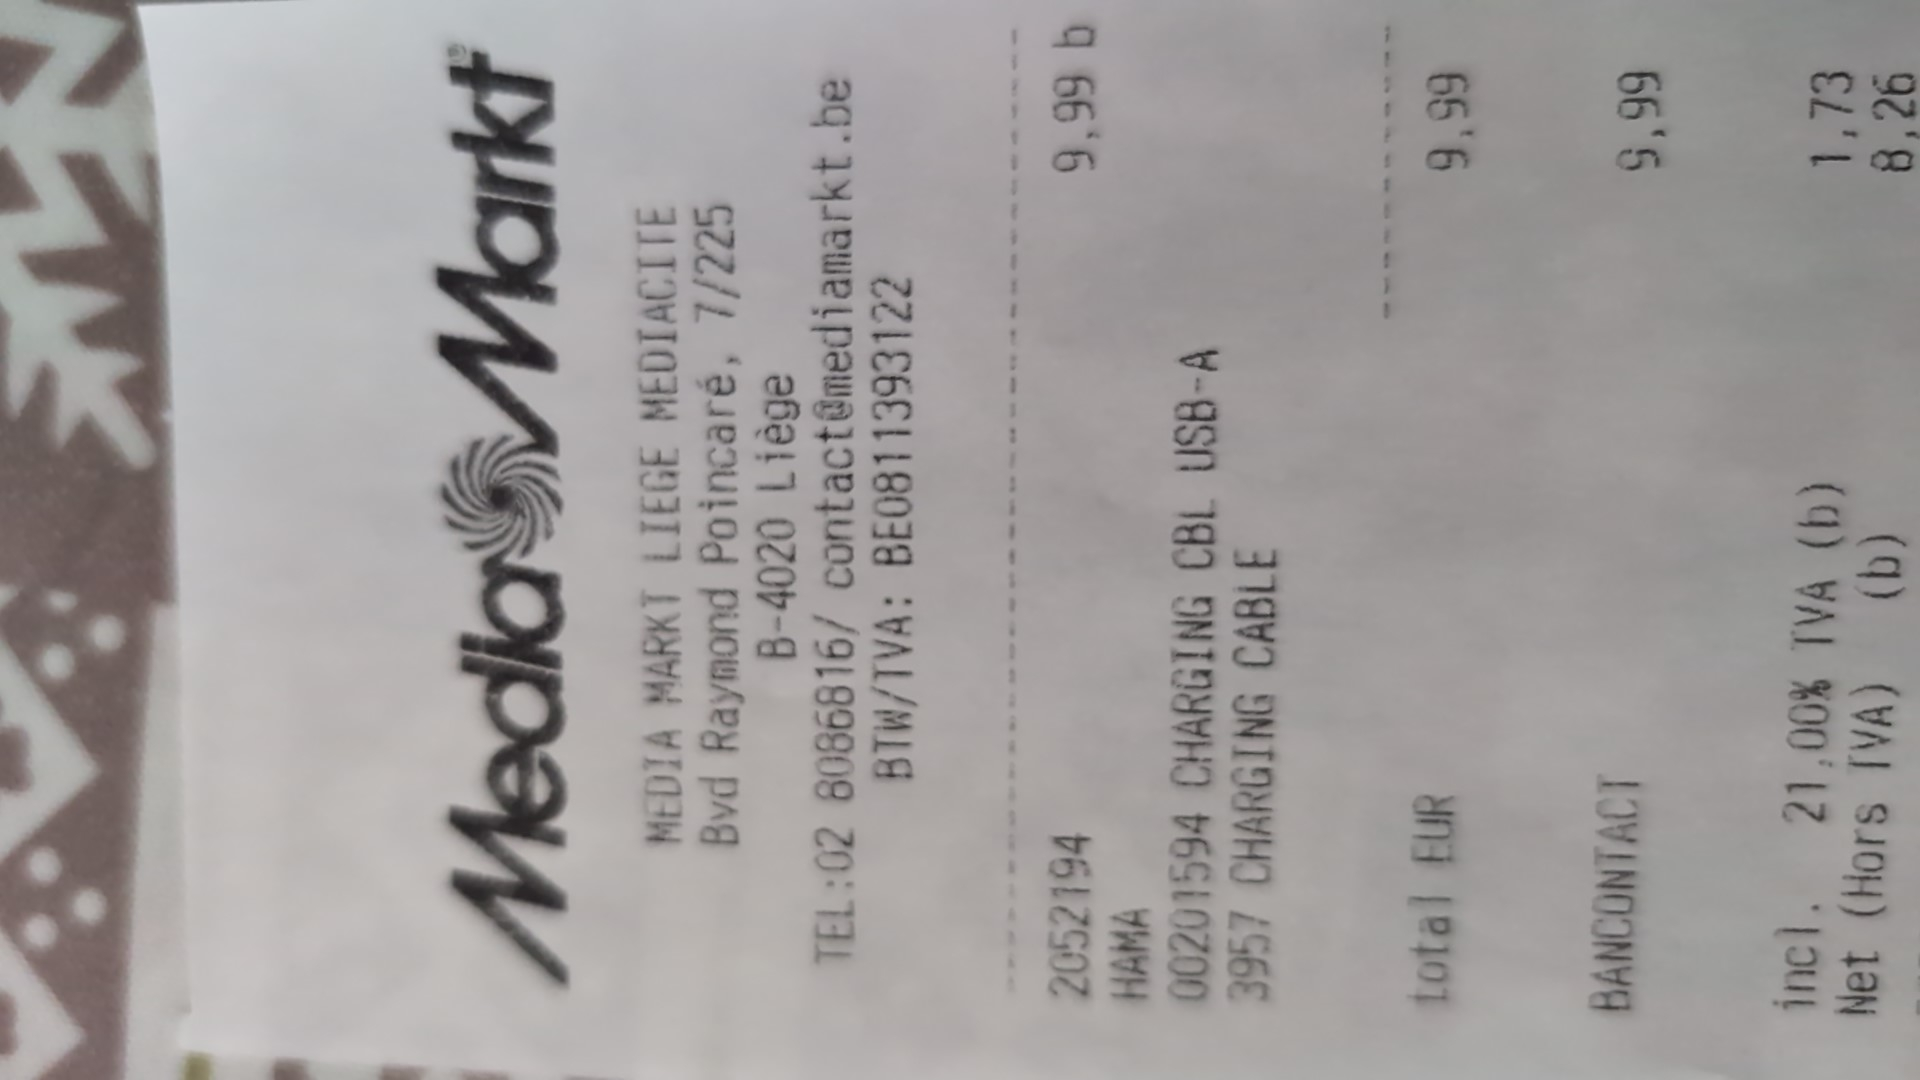 MediaMarkt®
MEDIA MARKT LIEGE MEDIACITE
Bvd Raymond Poincaré, 7/225
B-4020 Liège
TEL:02 8086816/ contact@mediamarkt.be
BTW/TVA: BE0811393122
2052194 9,99 b
HAMA
00201594 CHARGING CBL USB-A
3957 CHARGING CABLE
total EUR 9,99
BANCONTACT 9,99
incl. 21,00% TVA (b) 1,73
Net (Hors TVA) (b) 8,26